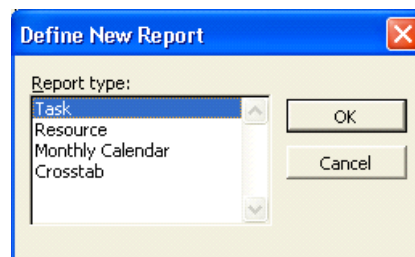 Define New Report
Report type:
Task
Resource
Monthly Calendar
Crosstab
OK
Cancel